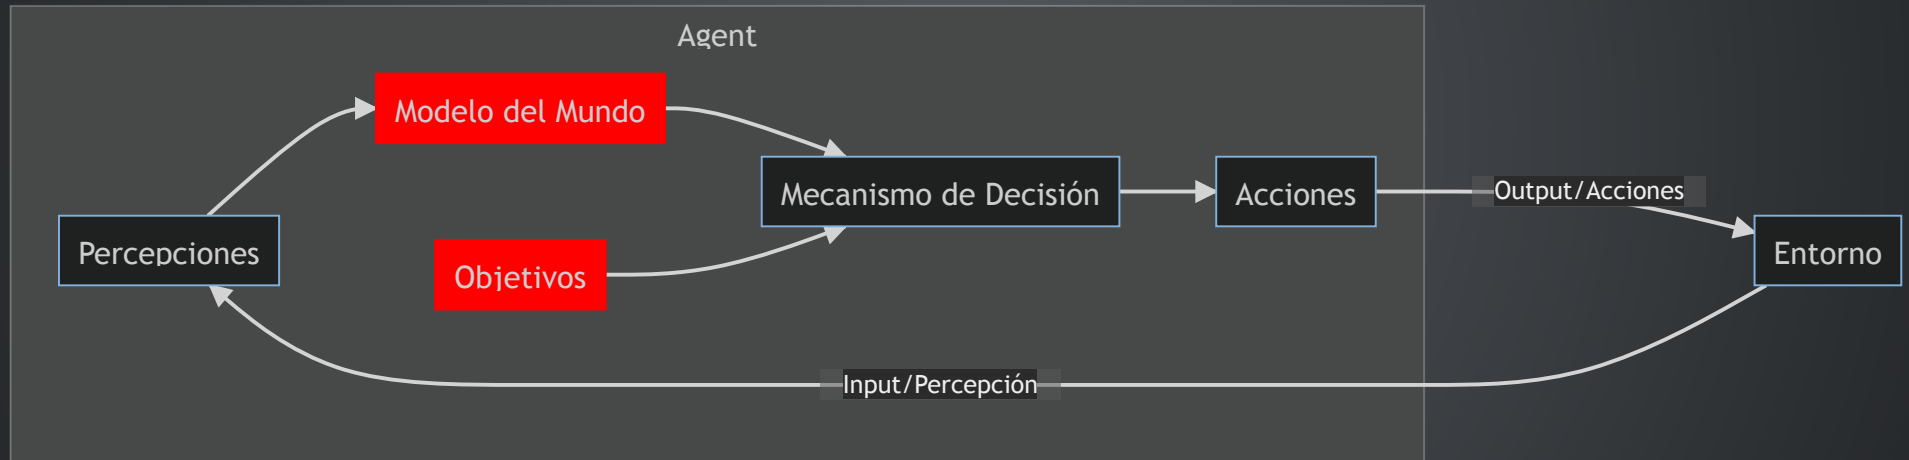 Agent
Modelo del Mundo
Mecanismo de Decisión
Acciones
Output/Acciones
Percepciones
Entorno
Objetivos
Input/Percepción